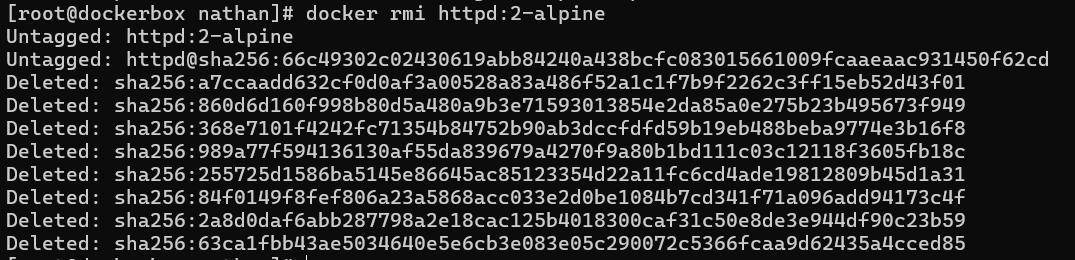 [root@dockerbox nathan]# docker rmi httpd:2-alpine
Untagged: httpd:2-alpine
Untagged: httpd@sha256:66c49302c02430619abb84240a438bcfc083015661009fcaaeaac931450f62cd
Deleted: sha256:a7ccaadd632cf0d0af3a00528a83a486f52a1c1f7b9f2262c3ff15eb52d43f01
Deleted: sha256:860d6d160f998b80d5a480a9b3e71593013854e2da85a0e275b23b495673f949
Deleted: sha256:368e7101f4242fc71354b84752b90ab3dccfdfd59b19eb488beba9774e3b16f8
Deleted: sha256:989a77f594136130af55da839679a4270f9a80b1bd111c03c12118f3605fb18c
Deleted: sha256:255725d1586ba5145e86645ac85123354d22a11fc6cd4ade19812809b45d1a31
Deleted: sha256:84f0149f8fef806a23a5868acc033e2d0be1084b7cd341f71a096add94173c4f
Deleted: sha256:2a8d0daf6abb287798a2e18cac125b4018300caf31c50e8de3e944df90c23b59
Deleted: sha256:63ca1fbb43ae5034640e5e6cb3e083e05c290072c5366fcaa9d62435a4cced85